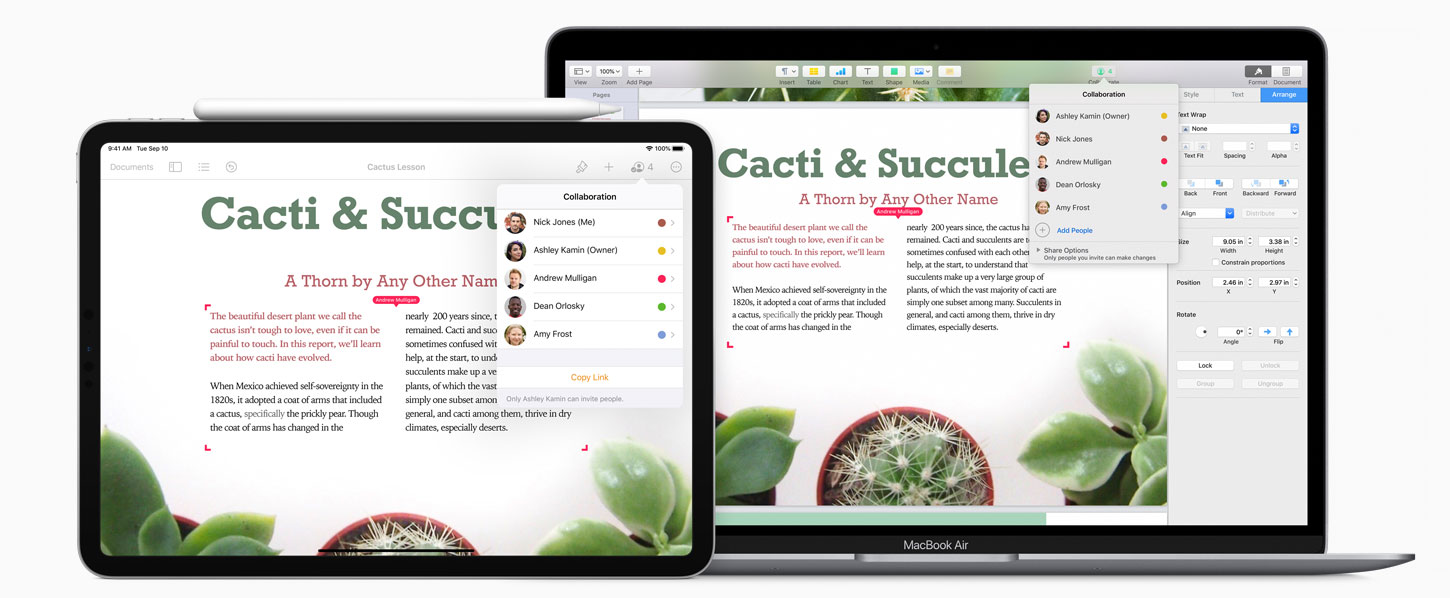 9:41 AM Tue Sep 10
100%
Documents
Cactus Lesson
4
Cacti & Succu
A Thorn by Any Other Nam
Andrew Mulligan
The beautiful desert plant we call the
cactus isn't tough to love, even if it can be
painful to touch. In this report, we'll learn
about how cacti have evolved.
When Mexico achieved self-sovereignty in the
1820s, it adopted a coat of arms that included
a cactus, specifically the prickly pear. Though
the coat of arms has changed in the
nearly 200 years since, t
remained. Cacti and succ
sometimes confused with
help, at the start, to unde
succulents make up a ve
plants, of which the vast
simply one subset amon
general, and cacti among them, thrive in dry
climates, especially deserts.
Collaboration
Nick Jones (Me)
Ashley Kamin (Owner)
Andrew Mulligan
Dean Orlosky
Amy Frost
Copy Link
Only Ashley Kamin can invite people.
100%
View Zoom Add Page
Insert Table Chart Text Shape Media Comment
4
Format Document
Pages
Cacti & Succule
A Thorn by Any Other Name
Andrew Mulligan
The beautiful desert plant we call the
cactus isn't tough to love, even if it can be
painful to touch. In this report, we'll learn
about how cacti have evolved.
When Mexico achieved self-sovereignty in the
1820s, it adopted a coat of arms that included
a cactus, specifically the prickly pear. Though
the coat of arms has changed in the
nearly 200 years since, the cactus ha
remained. Cacti and succulents are t
sometimes confused with each other
help, at the start, to understand that
succulents make up a very large group of
plants, of which the vast majority of cacti are
simply one subset among many. Succulents in
general, and cacti among them, thrive in dry
climates, especially deserts.
Collaboration
Ashley Kamin (Owner)
Nick Jones
Andrew Mulligan
Dean Orlosky
Amy Frost
Add People
Share Options
Only people you invite can make changes
Style Text Arrange
Text Wrap
None
Text Fit Spacing Alpha
Back Front Backward Forward
Align Distribute
Size
9.05 in 3.38 in
Width Height
Constrain proportions
Position
2.46 in 2.97 in
X Y
Rotate
0°
Angle Flip
Lock Unlock
Group Ungroup
MacBook Air